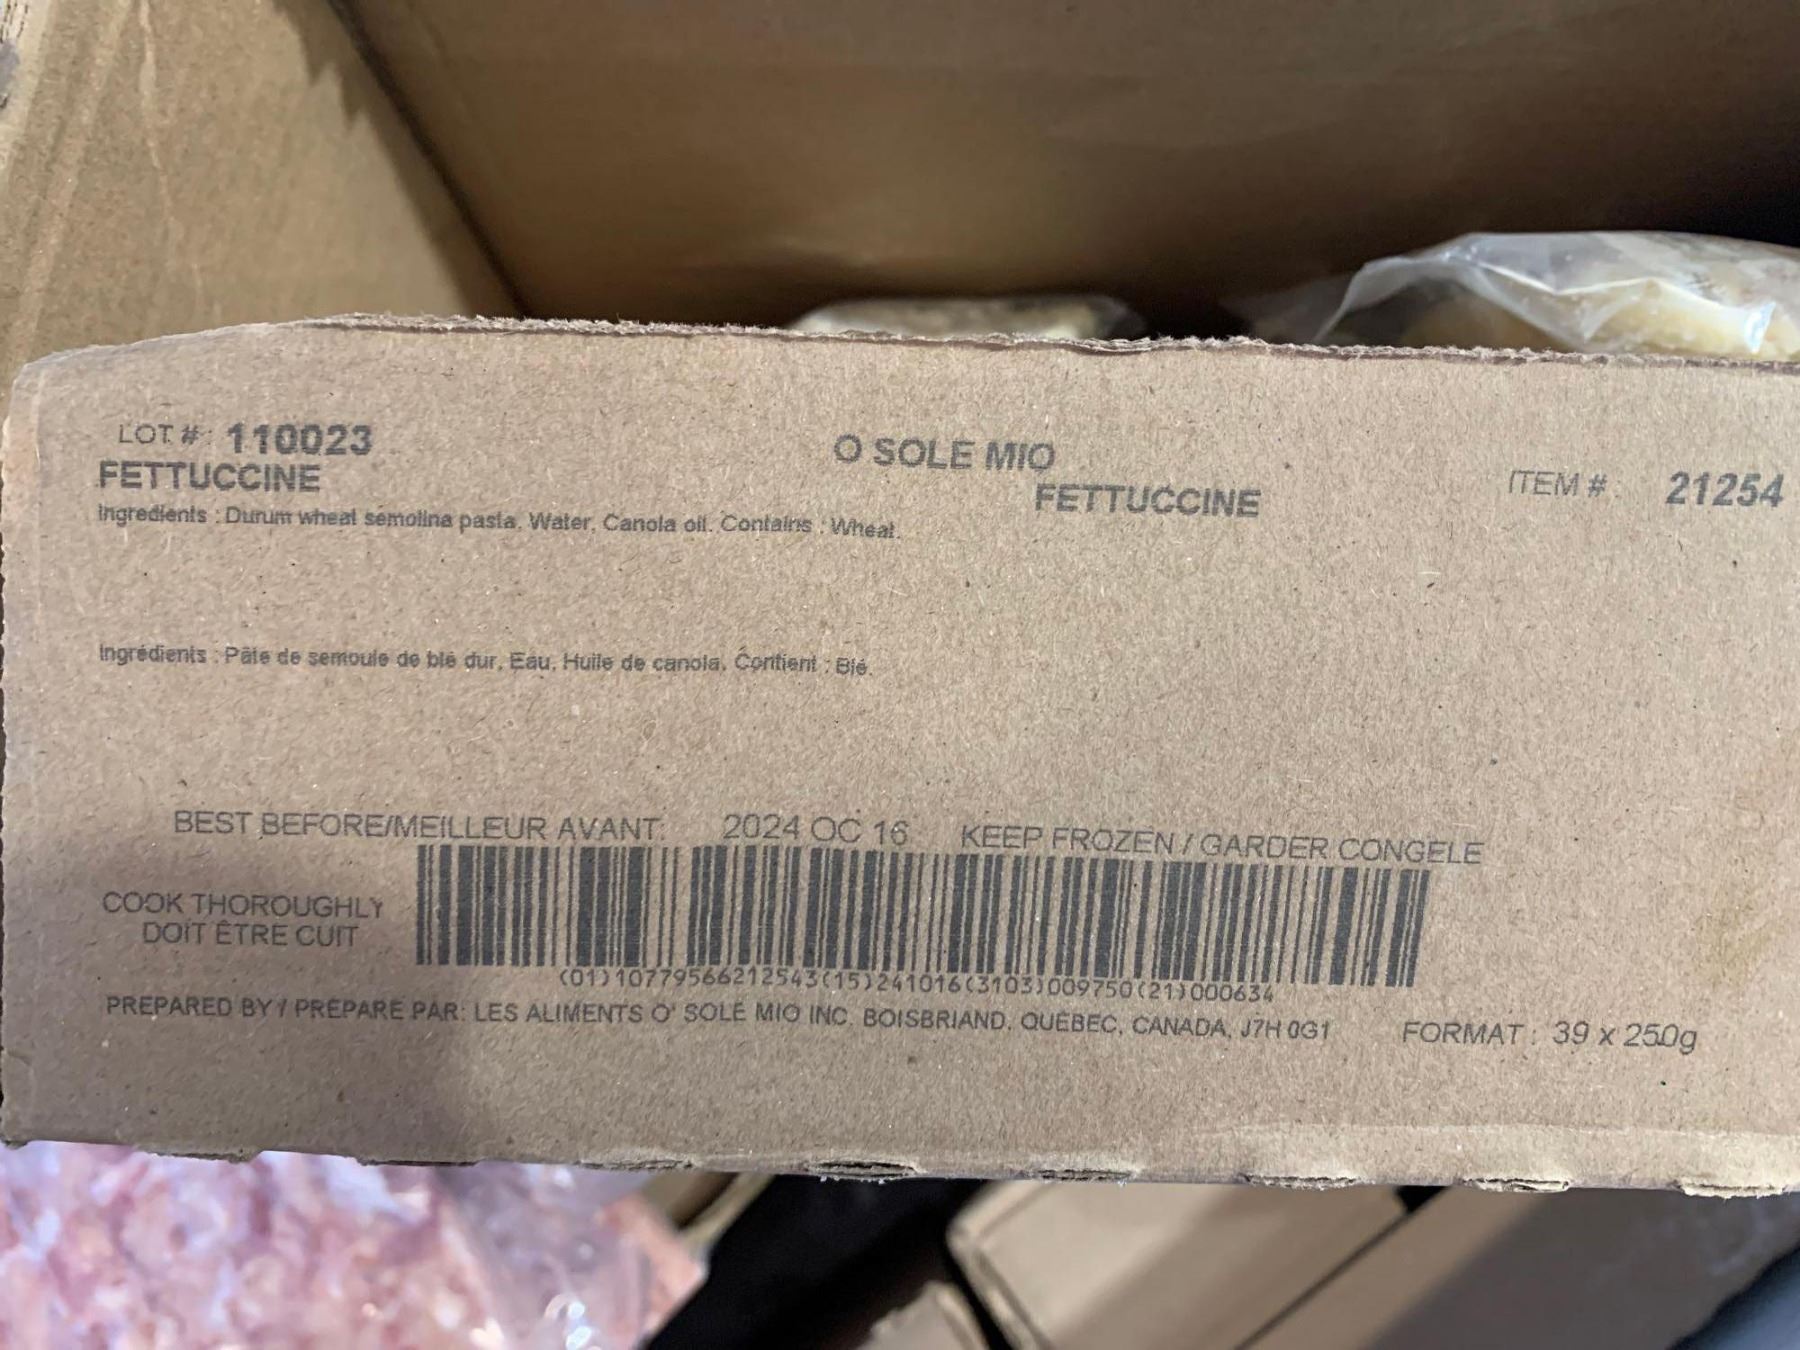 LOT #: 110023
FETTUCCINE
O SOLE MIO
FETTUCCINE
ITEM #: 21254
Ingredients : Durum wheat semolina pasta, Water, Canola oil. Contains : Wheat.
Ingrédients : Pâte de semoule de blé dur, Eau, Huile de canola. Contient : Blé.
BEST BEFORE/MEILLEUR AVANT: 2024 OC 16 KEEP FROZEN / GARDER CONGELE
COOK THOROUGHLY
DOIT ÊTRE CUIT
(01)10779566212543(15)241016(3103)009750(21)000634
PREPARED BY / PREPARE PAR: LES ALIMENTS O' SOLE MIO INC. BOISBRIAND, QUEBEC, CANADA, J7H 0G1 FORMAT : 39 x 250g